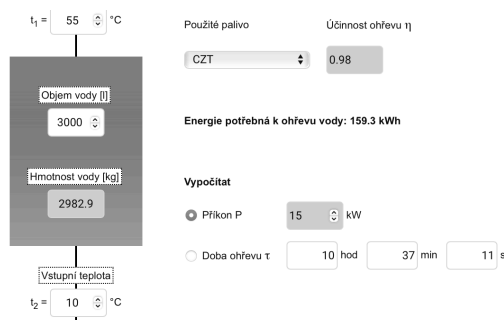 t1 = 55 °C
Objem vody [l]
3000
Hmotnost vody [kg]
2982.9
Vstupní teplota
t2 = 10 °C
Použité palivo
Účinnost ohřevu η
CZT
0.98
Energie potřebná k ohřevu vody: 159.3 kWh
Vypočítat
Příkon P 15 kW
Doba ohřevu τ 10 hod 37 min 11 s